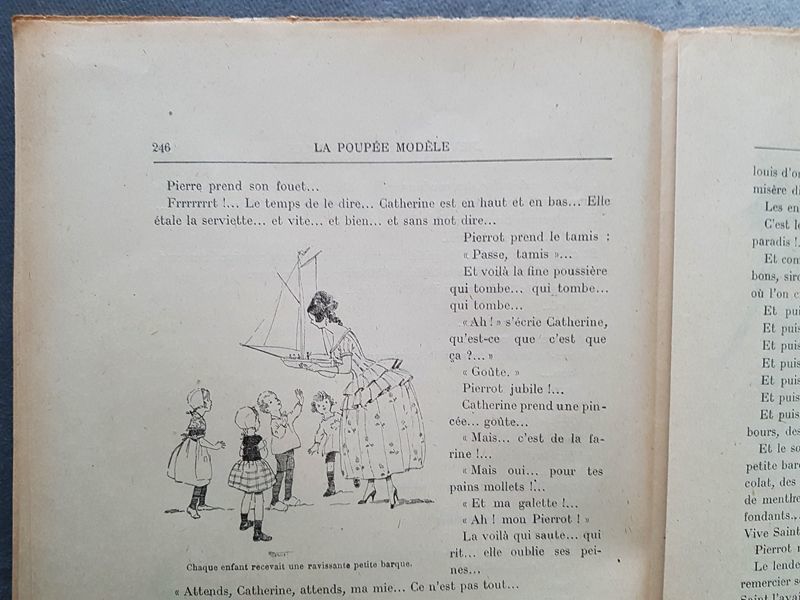 246
LA POUPÉE MODÈLE
Pierre prend son fouet...
Frrrrrrt !... Le temps de le dire... Catherine est en haut et en bas... Elle
étale la serviette... et vite... et bien... et sans mot dire...
Pierrot prend le tamis :
« Passe, tamis »...
Et voilà la fine poussière
qui tombe... qui tombe...
qui tombe...
« Ah ! » s'écrie Catherine,
qu'est-ce que c'est que
ça ?... »
« Goûte. »
Pierrot jubile !...
Catherine prend une pin-
cée... goûte...
« Mais... c'est de la fa-
rine !...
« Mais oui... pour tes
pains mollets !...
« Et ma galette !...
« Ah ! mon Pierrot ! »
La voilà qui saute... qui
rit... elle oublie ses pei-
nes...
Chaque enfant recevait une ravissante petite barque.
« Attends, Catherine, attends, ma mie... Ce n'est pas tout...
louis d'o
misère d
Les en
C'est le
paradis !
Et con
bons, siro
où l'on c
Et pui
Et puis
Et puis
Et puis
Et puis
Et puis
Et puis
bours, des
Et le so
petite bar
colat, des
de menthe
fondants..
Vive Saint
Pierrot r
Le lende
remercier s
Saint l'avai